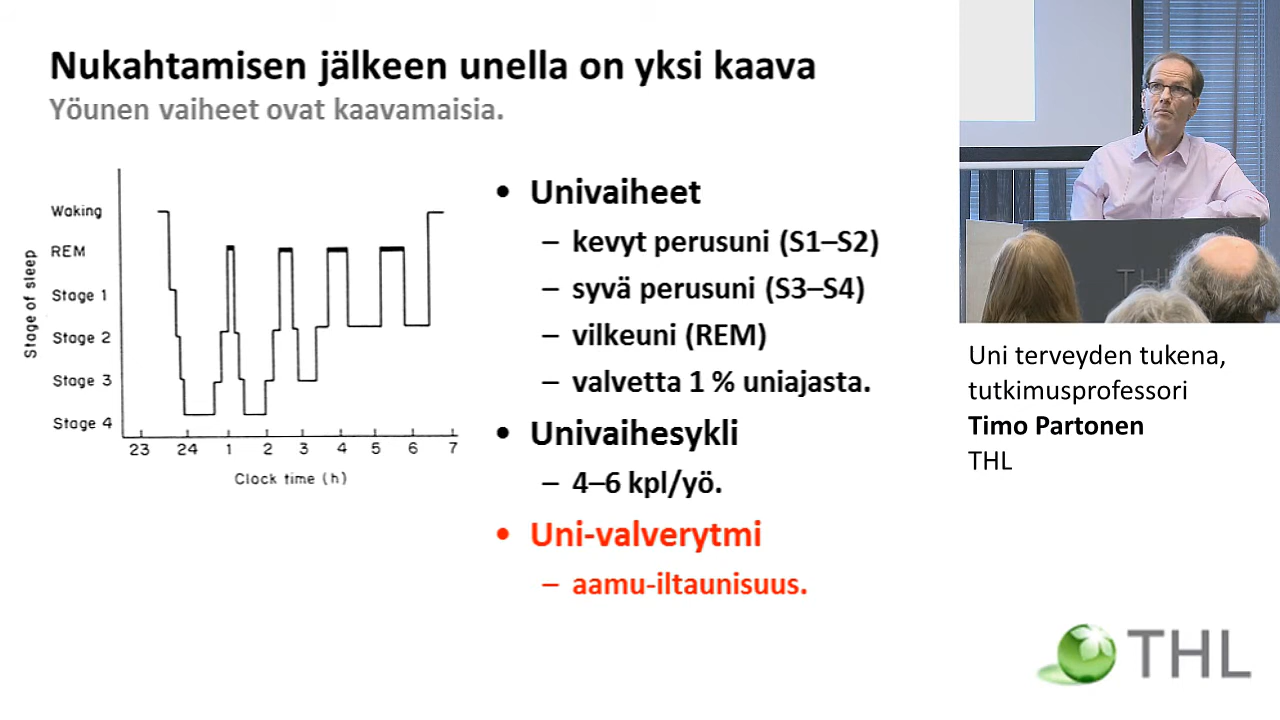 Nukahtamisen jälkeen unella on yksi kaava
Yöunen vaiheet ovat kaavamaisia.
Stage of sleep
Waking
REM
Stage 1
Stage 2
Stage 3
Stage 4
23 24 1 2 3 4 5 6 7
Clock time (h)
• Univaiheet
– kevyt perusuni (S1–S2)
– syvä perusuni (S3–S4)
– vilkeuni (REM)
– valvetta 1 % uniajasta.
• Univaihesykli
– 4–6 kpl/yö.
• Uni-valverytmi
– aamu-iltaunisuus.
THL
Uni terveyden tukena,
tutkimusprofessori
Timo Partonen
THL
THL